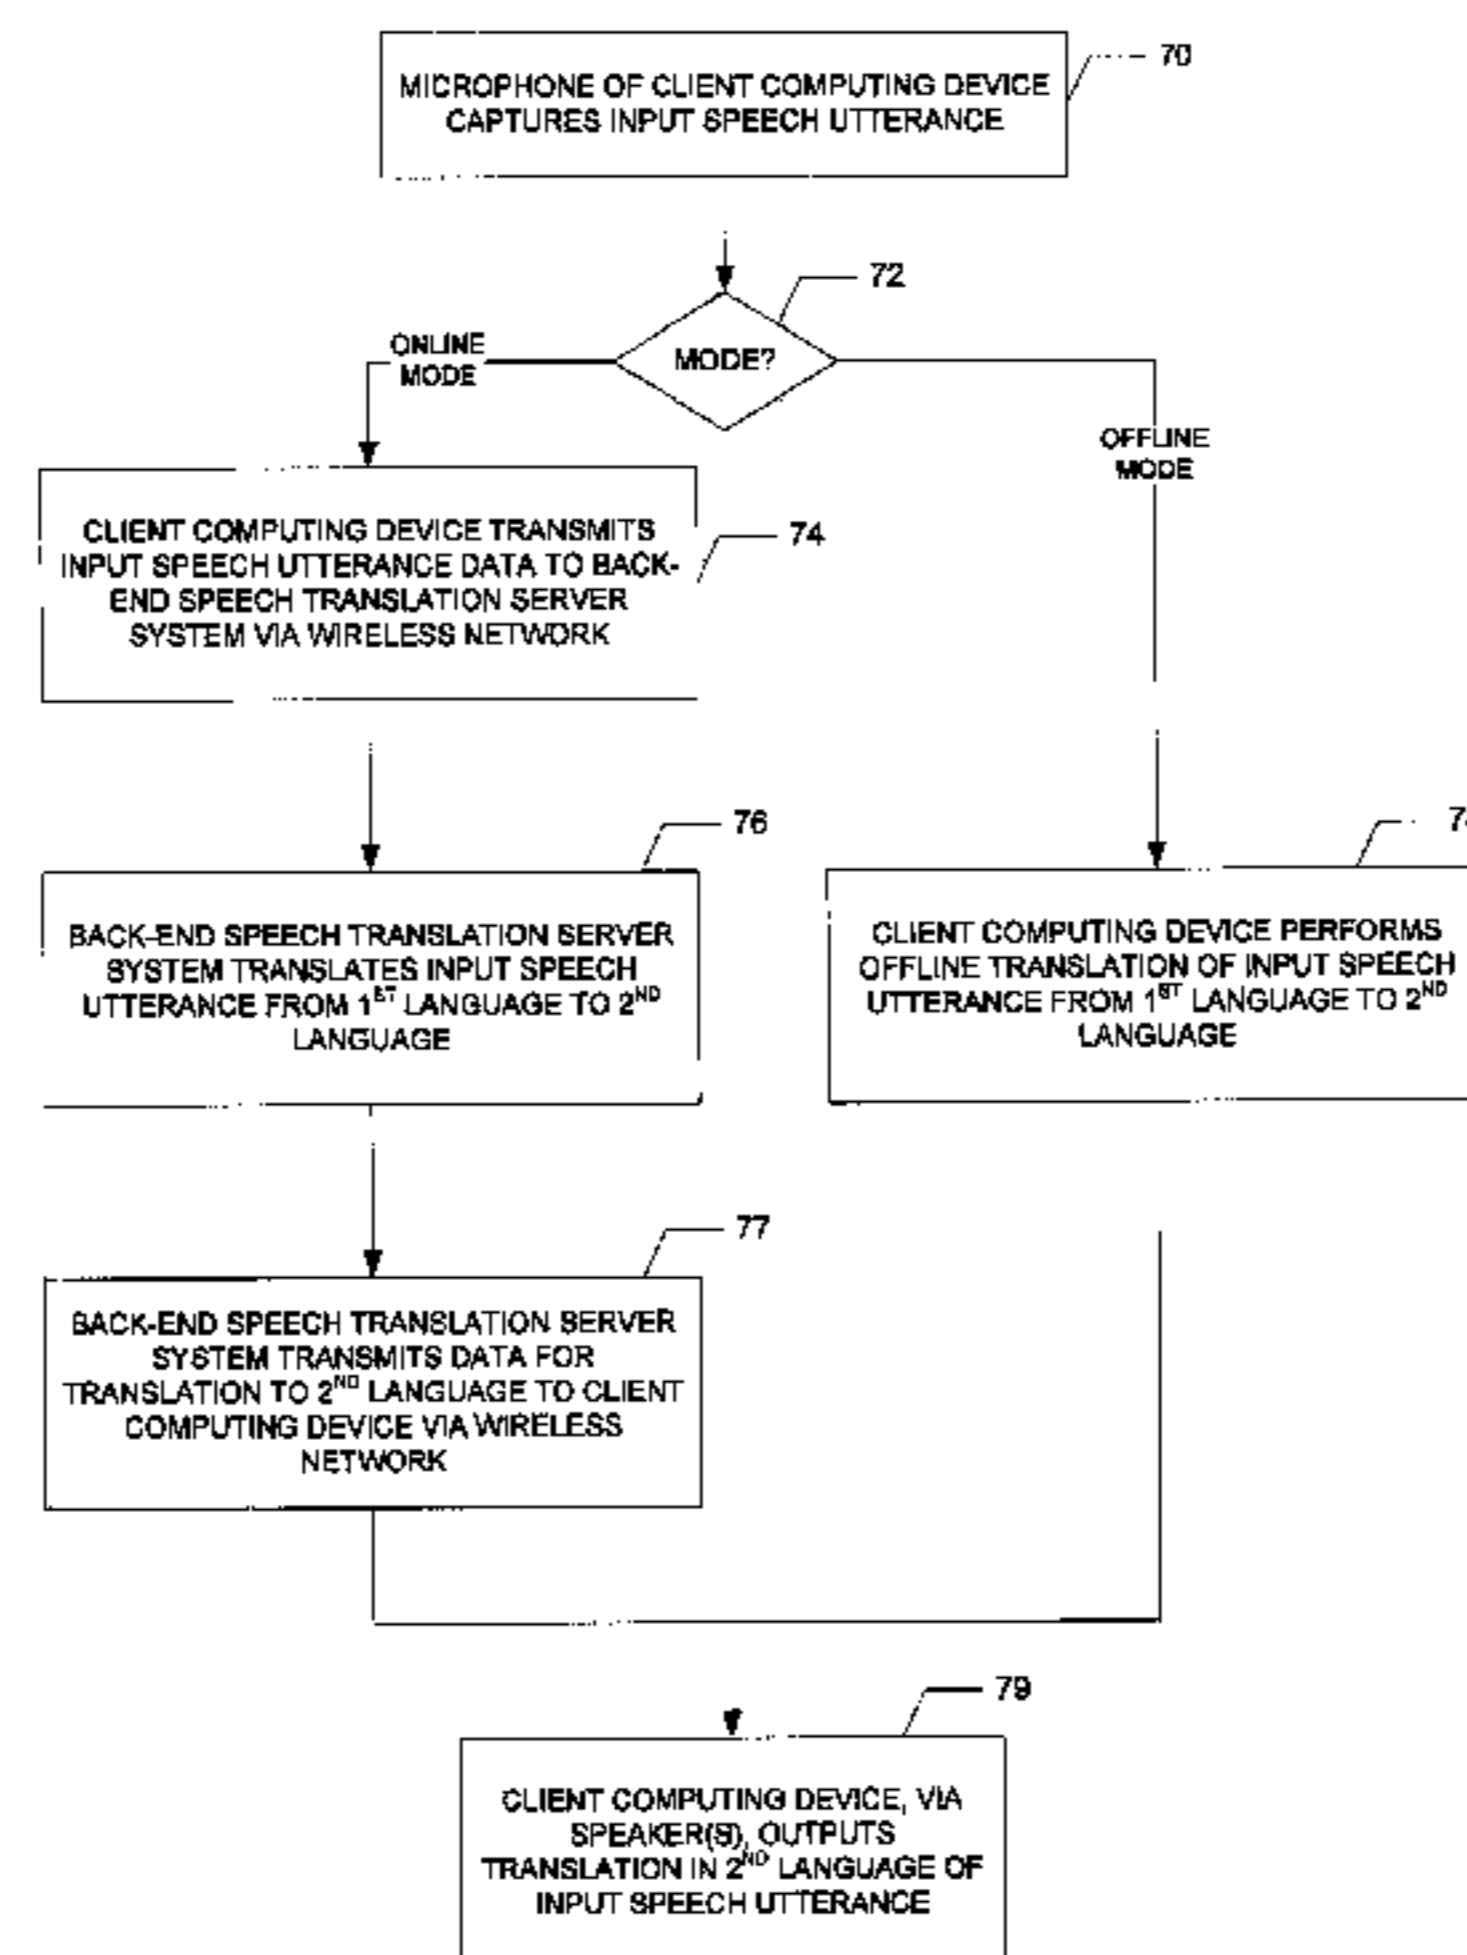 MICROPHONE OF CLIENT COMPUTING DEVICE
CAPTURES INPUT SPEECH UTTERANCE
70
72
MODE?
ONLINE
MODE
OFFLINE
MODE
CLIENT COMPUTING DEVICE TRANSMITS
INPUT SPEECH UTTERANCE DATA TO BACK-
END SPEECH TRANSLATION SERVER
SYSTEM VIA WIRELESS NETWORK
74
76
BACK-END SPEECH TRANSLATION SERVER
SYSTEM TRANSLATES INPUT SPEECH
UTTERANCE FROM 1ST LANGUAGE TO 2ND
LANGUAGE
CLIENT COMPUTING DEVICE PERFORMS
OFFLINE TRANSLATION OF INPUT SPEECH
UTTERANCE FROM 1ST LANGUAGE TO 2ND
LANGUAGE
77
BACK-END SPEECH TRANSLATION SERVER
SYSTEM TRANSMITS DATA FOR
TRANSLATION TO 2ND LANGUAGE TO CLIENT
COMPUTING DEVICE VIA WIRELESS
NETWORK
79
CLIENT COMPUTING DEVICE, VIA
SPEAKER(S), OUTPUTS
TRANSLATION IN 2ND LANGUAGE OF
INPUT SPEECH UTTERANCE